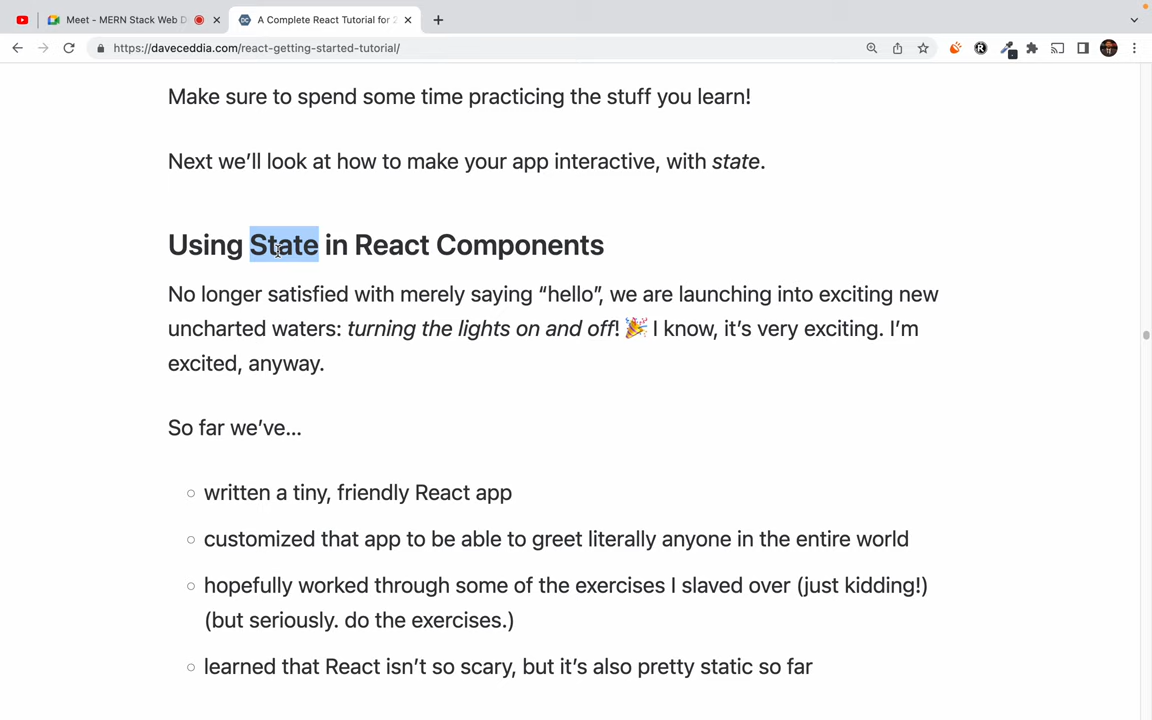 Meet - MERN Stack Web D
A Complete React Tutorial for 2
https://daveceddia.com/react-getting-started-tutorial/
Make sure to spend some time practicing the stuff you learn!
Next we’ll look at how to make your app interactive, with state.
Using State in React Components
No longer satisfied with merely saying “hello”, we are launching into exciting new
uncharted waters: turning the lights on and off! 🎉 I know, it’s very exciting. I’m
excited, anyway.
So far we’ve…
written a tiny, friendly React app
customized that app to be able to greet literally anyone in the entire world
hopefully worked through some of the exercises I slaved over (just kidding!)
(but seriously. do the exercises.)
learned that React isn’t so scary, but it’s also pretty static so far